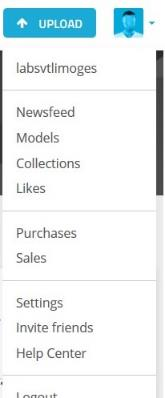 UPLOAD
labsvtlimoges
Newsfeed
Models
Collections
Likes
Purchases
Sales
Settings
Invite friends
Help Center
Logout